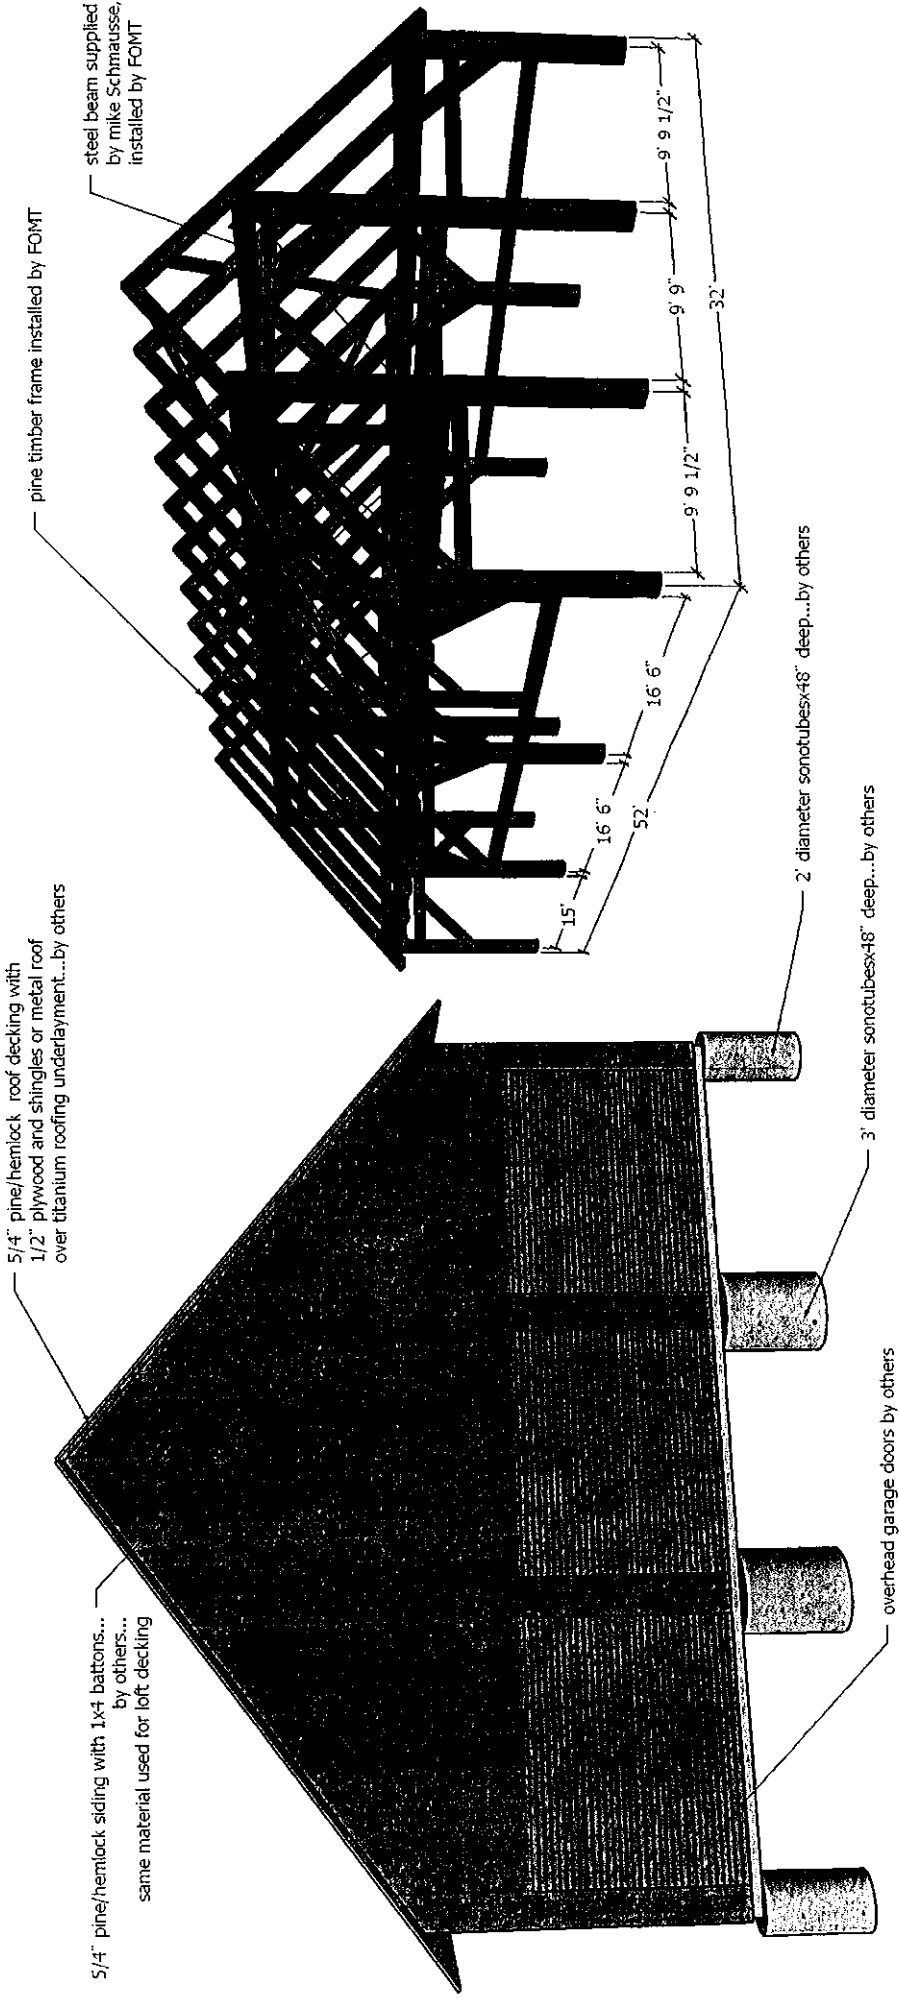 5/4" pine/hemlock siding with 1x4 battons...
by others...
same material used for loft decking
5/4" pine/hemlock roof decking with
1/2" plywood and shingles or metal roof
over titanium roofing underlayment...by others
pine timber frame installed by FOMT
steel beam supplied
by mike Schmausse,
installed by FOMT
15'
16' 6"
16' 6"
52'
9' 9 1/2"
9' 9"
9' 9 1/2"
32'
2' diameter sonotubesx48" deep...by others
3' diameter sonotubesx48" deep...by others
overhead garage doors by others